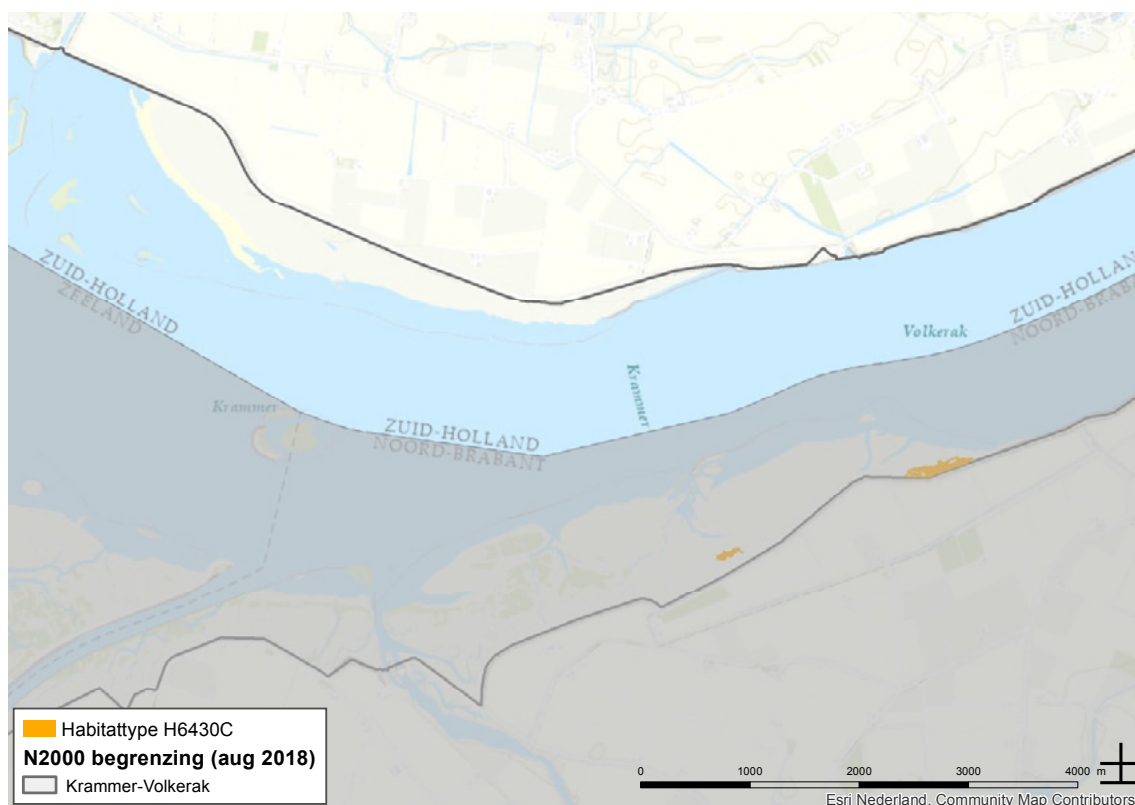 ZUID-HOLLAND
ZEELAND
ZUID-HOLLAND
NOORD-BRABA
Volkerak
Krammer
Krammer
ZUID-HOLLAND
NOORD-BRABANT
Habitattype H6430C
N2000 begrenzing (aug 2018)
Krammer-Volkerak
0 1000 2000 3000 4000 m
Esri Nederland, Community Map Contributors